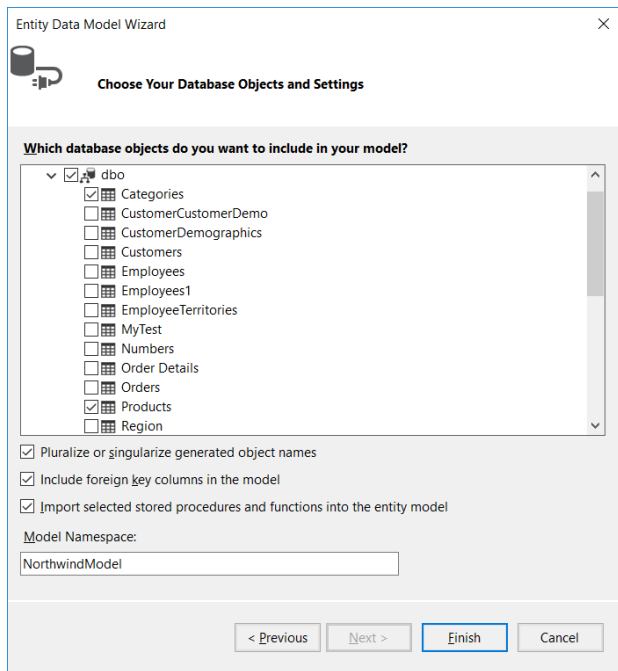 Entity Data Model Wizard
Choose Your Database Objects and Settings
Which database objects do you want to include in your model?
dbo
Categories
CustomerCustomerDemo
CustomerDemographics
Customers
Employees
Employees1
EmployeeTerritories
MyTest
Numbers
Order Details
Orders
Products
Region
Pluralize or singularize generated object names
Include foreign key columns in the model
Import selected stored procedures and functions into the entity model
Model Namespace:
NorthwindModel
< Previous Next > Finish Cancel